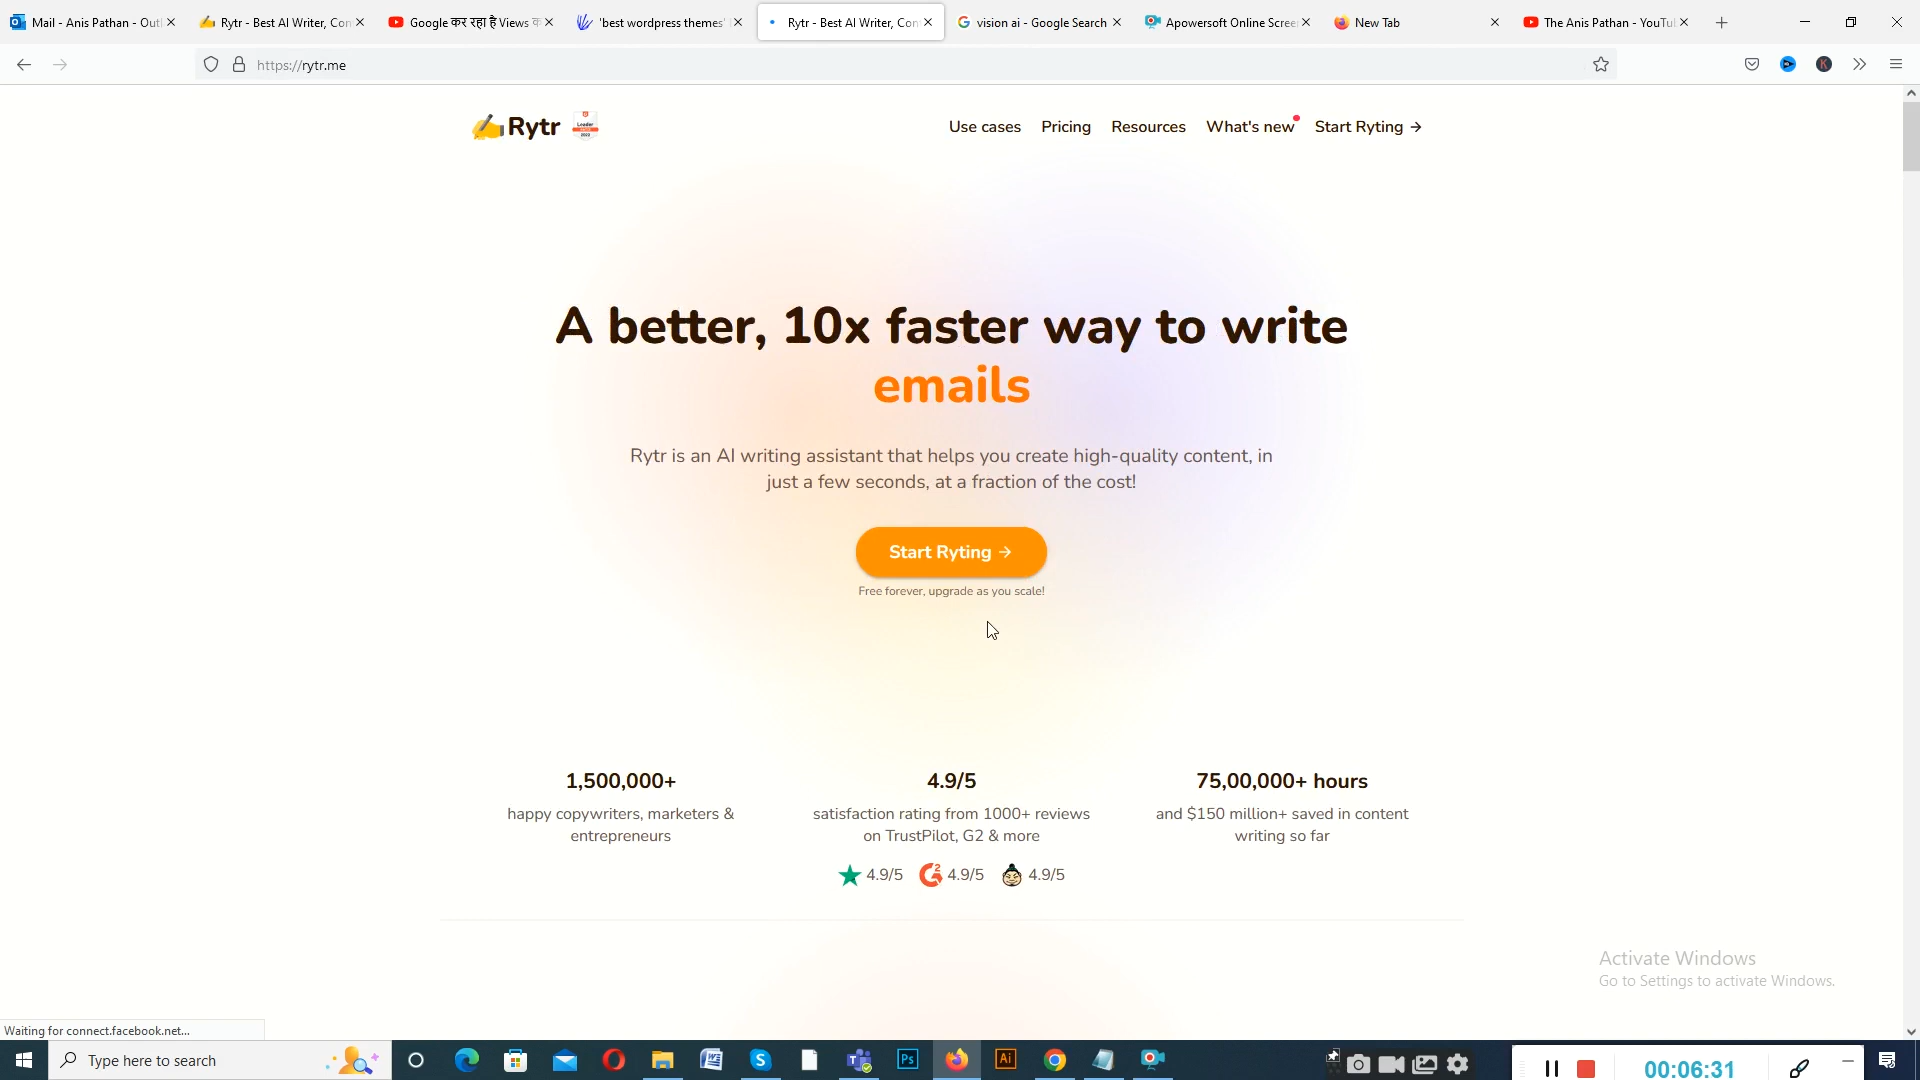 Mail - Anis Pathan - Outl
Rytr - Best AI Writer, Con
Google कर रहा है Views
'best wordpress themes'
Rytr - Best AI Writer, Con
vision ai - Google Search
Apowersoft Online Scree
New Tab
The Anis Pathan - YouTu
https://rytr.me
Rytr
Leader
2022
Use cases
Pricing
Resources
What's new
Start Ryting →
A better, 10x faster way to write
emails
Rytr is an AI writing assistant that helps you create high-quality content, in
just a few seconds, at a fraction of the cost!
Start Ryting →
Free forever, upgrade as you scale!
1,500,000+
happy copywriters, marketers &
entrepreneurs
4.9/5
satisfaction rating from 1000+ reviews
on TrustPilot, G2 & more
4.9/5
4.9/5
4.9/5
75,00,000+ hours
and $150 million+ saved in content
writing so far
Activate Windows
Go to Settings to activate Windows.
Waiting for connect.facebook.net...
Type here to search
Ps
Ai
00:06:31